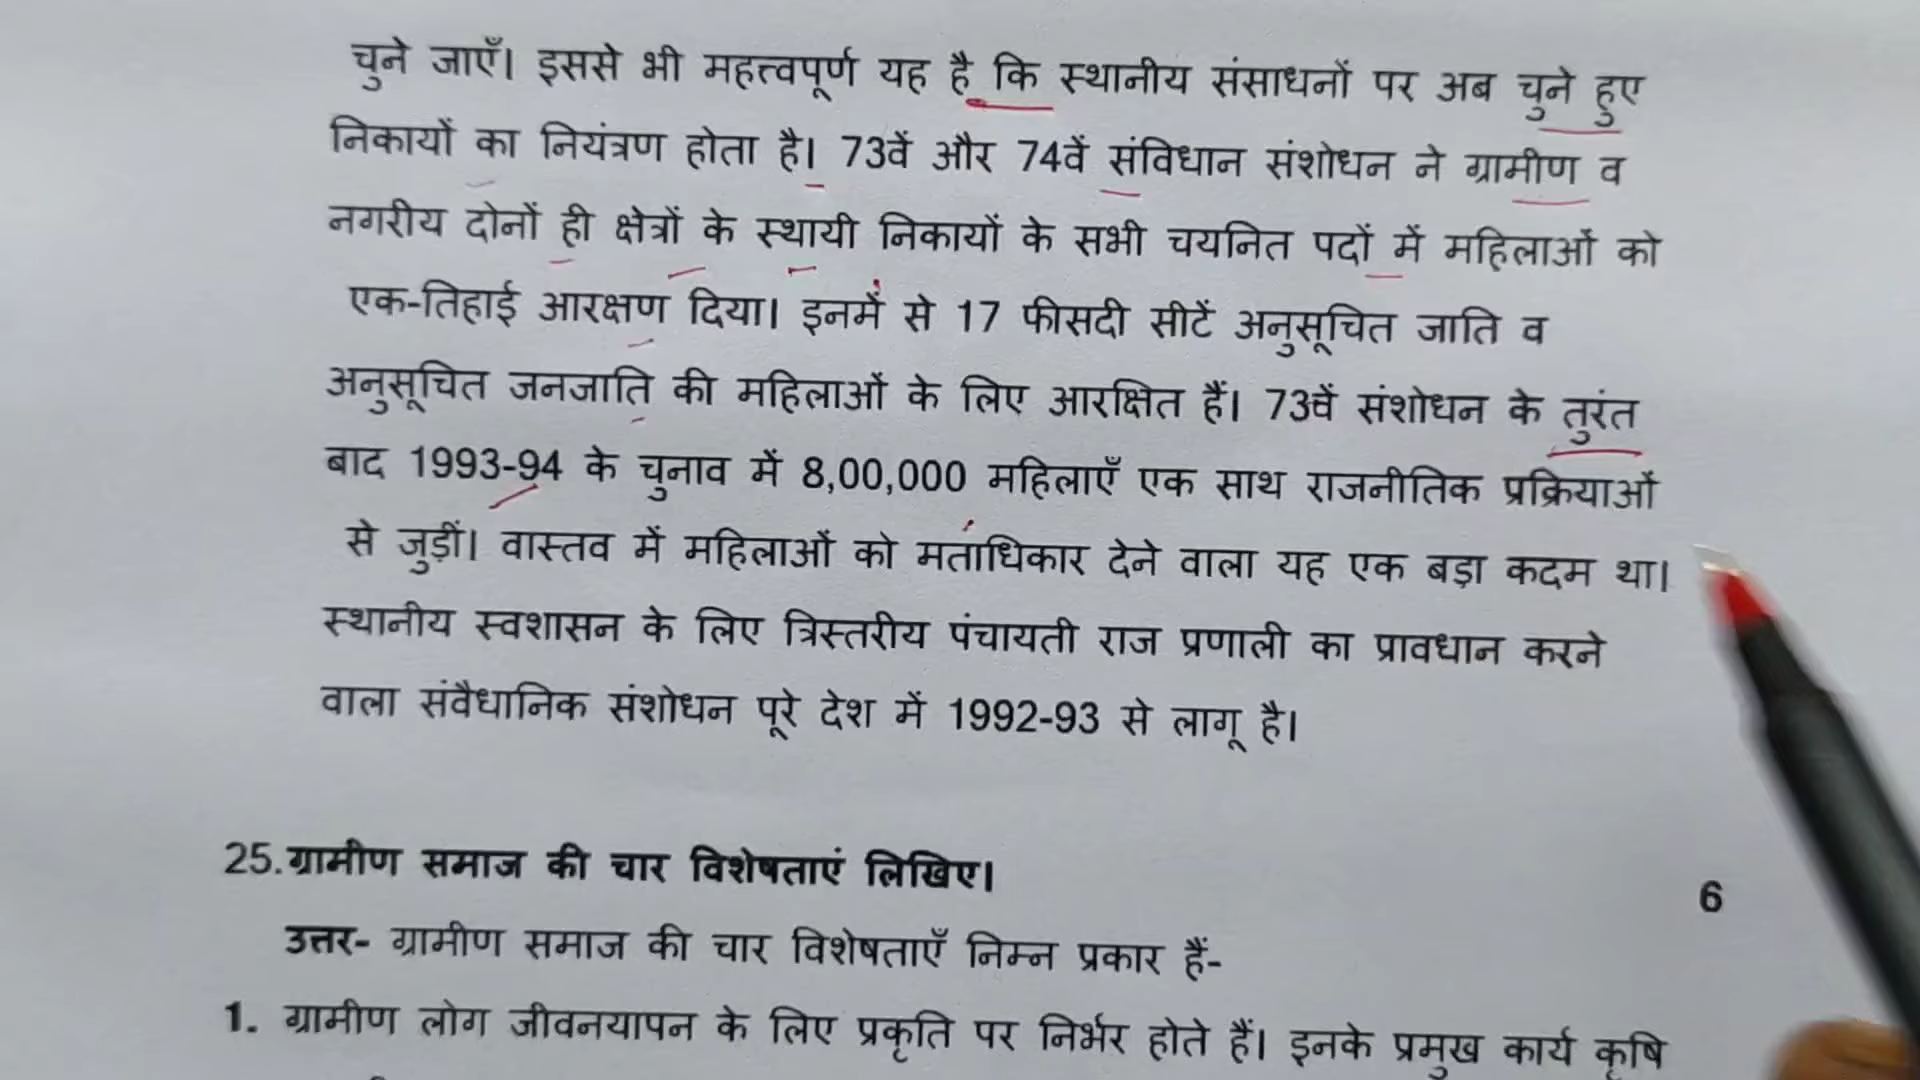 चुने जाएँ। इससे भी महत्वपूर्ण यह है कि स्थानीय संसाधनों पर अब चुने हुए
निकायों का नियंत्रण होता है। 73वें और 74वें संविधान संशोधन ने ग्रामीण व
नगरीय दोनों ही क्षेत्रों के स्थायी निकायों के सभी चयनित पदों में महिलाओं को
एक-तिहाई आरक्षण दिया। इनमें से 17 फीसदी सीटें अनुसूचित जाति व
अनुसूचित जनजाति की महिलाओं के लिए आरक्षित हैं। 73वें संशोधन के तुरंत
बाद 1993-94 के चुनाव में 8,00,000 महिलाएँ एक साथ राजनीतिक प्रक्रियाओं
से जुड़ीं। वास्तव में महिलाओं को मताधिकार देने वाला यह एक बड़ा कदम था।
स्थानीय स्वशासन के लिए त्रिस्तरीय पंचायती राज प्रणाली का प्रावधान करने
वाला संवैधानिक संशोधन पूरे देश में 1992-93 से लागू है।
25.ग्रामीण समाज की चार विशेषताएं लिखिए।
6
उत्तर- ग्रामीण समाज की चार विशेषताएँ निम्न प्रकार हैं-
1. ग्रामीण लोग जीवनयापन के लिए प्रकृति पर निर्भर होते हैं। इनके प्रमुख कार्य कृषि